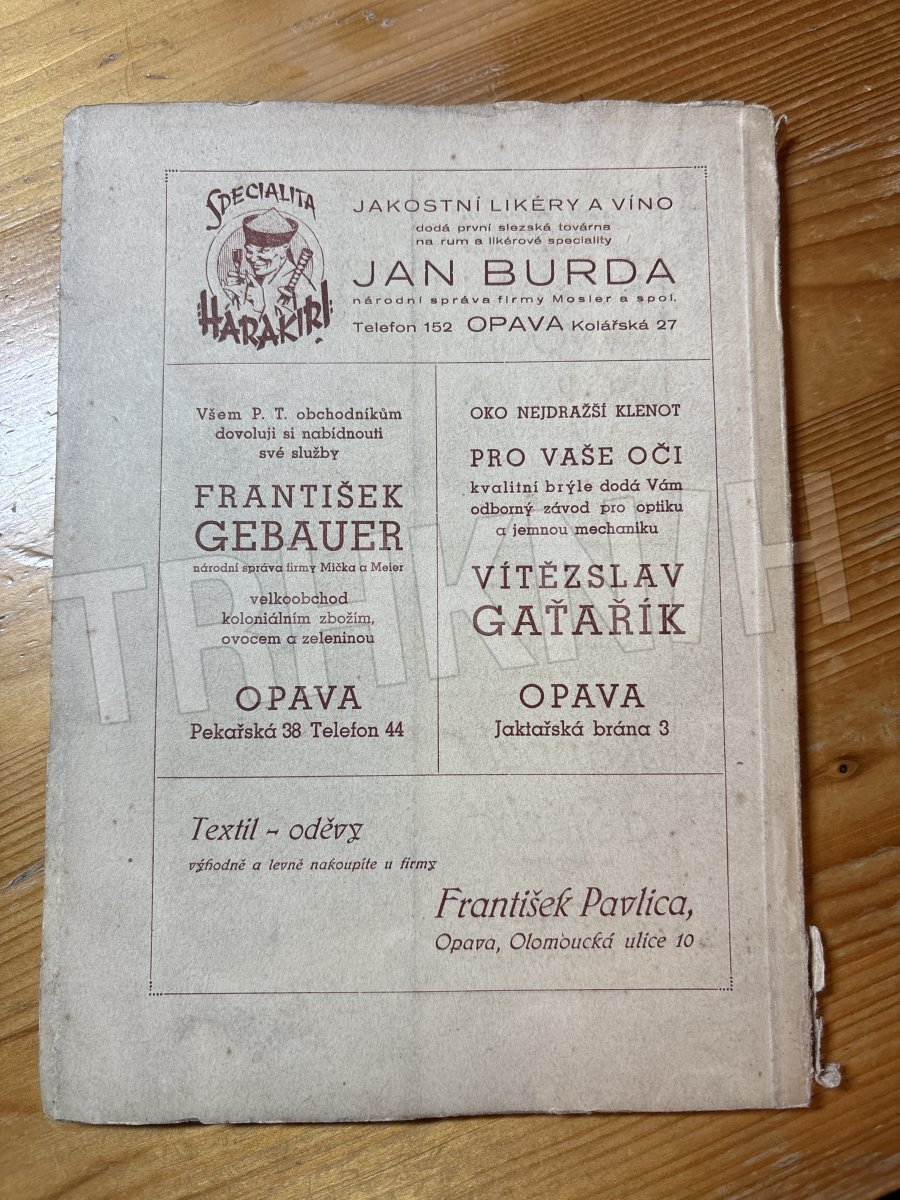 SPECIALITA
HARAKIRI
JAKOSTNÍ LIKÉRY A VÍNO
dodá první slezská továrna
na rum a likérové speciality
JAN BURDA
národní správa firmy Mosler a spol.
Telefon 152 OPAVA Kolářská 27
Všem P. T. obchodníkům
dovoluji si nabídnouti
své služby
FRANTIŠEK
GEBAUER
národní správa firmy Mička a Meier
velkoobchod
koloniálním zbožím,
ovocem a zeleninou
OPAVA
Pekařská 38 Telefon 44
OKO NEJDRAŽŠÍ KLENOT
PRO VAŠE OČI
kvalitní brýle dodá Vám
odborný závod pro optiku
a jemnou mechaniku
VÍTĚZSLAV
GAŤAŘÍK
OPAVA
Jaktařská brána 3
Textil - oděvy
výhodně a levně nakoupíte u firmy
František Pavlica,
Opava, Olomoucká ulice 10
TRHKNIH